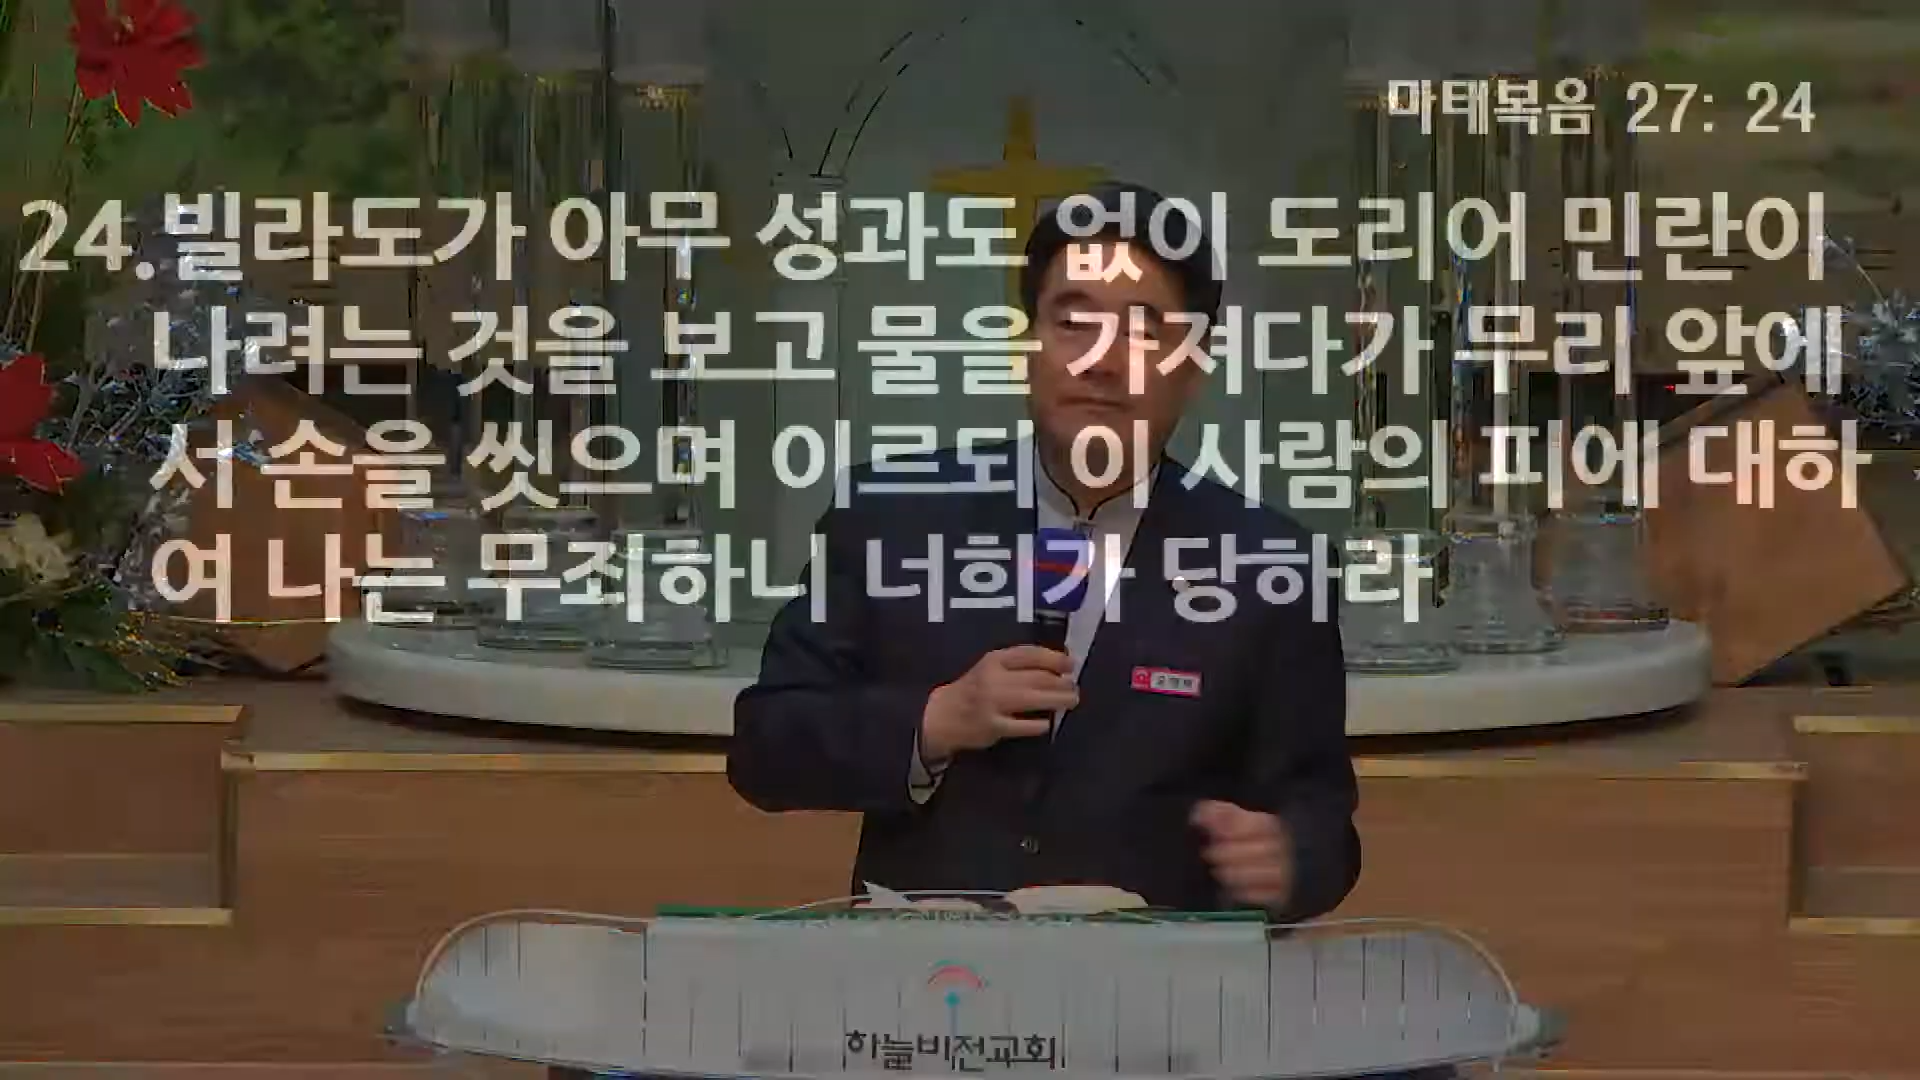 마태복음 27: 24
24.빌라도가 아무 성과도 없이 도리어 민란이
나려는 것을 보고 물을 가져다가 무리 앞에
서 손을 씻으며 이르되 이 사람의 피에 대하
여 나는 무죄하니 너희가 당하라
하늘비전교회